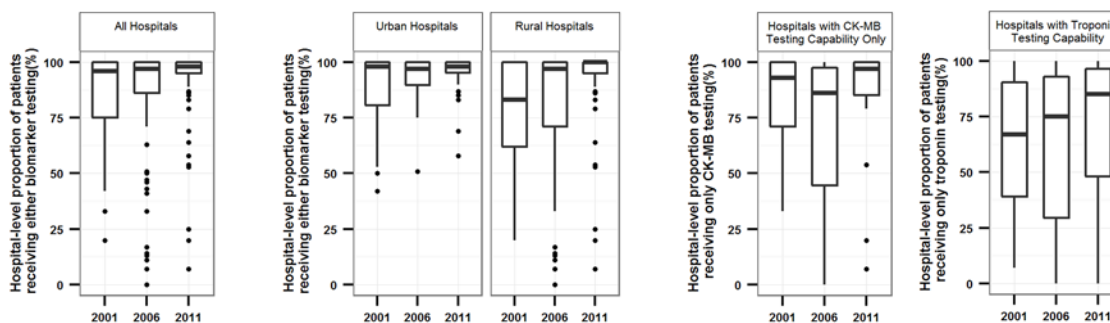 All Hospitals
Hospital-level proportion of patients
receiving either biomarker testing(%)
100
75
50
25
0
2001 2006 2011
Urban Hospitals
Rural Hospitals
Hospital-level proportion of patients
receiving either biomarker testing(%)
100
75
50
25
0
2001 2006 2011
2001 2006 2011
Hospitals with CK-MB
Testing Capability Only
Hospital-level proportion of patients
receiving only CK-MB testing(%)
100
75
50
25
0
2001 2006 2011
Hospitals with Troponi
Testing Capability
Hospital-level proportion of patients
receiving only troponin testing(%)
100
75
50
25
0
2001 2006 2011